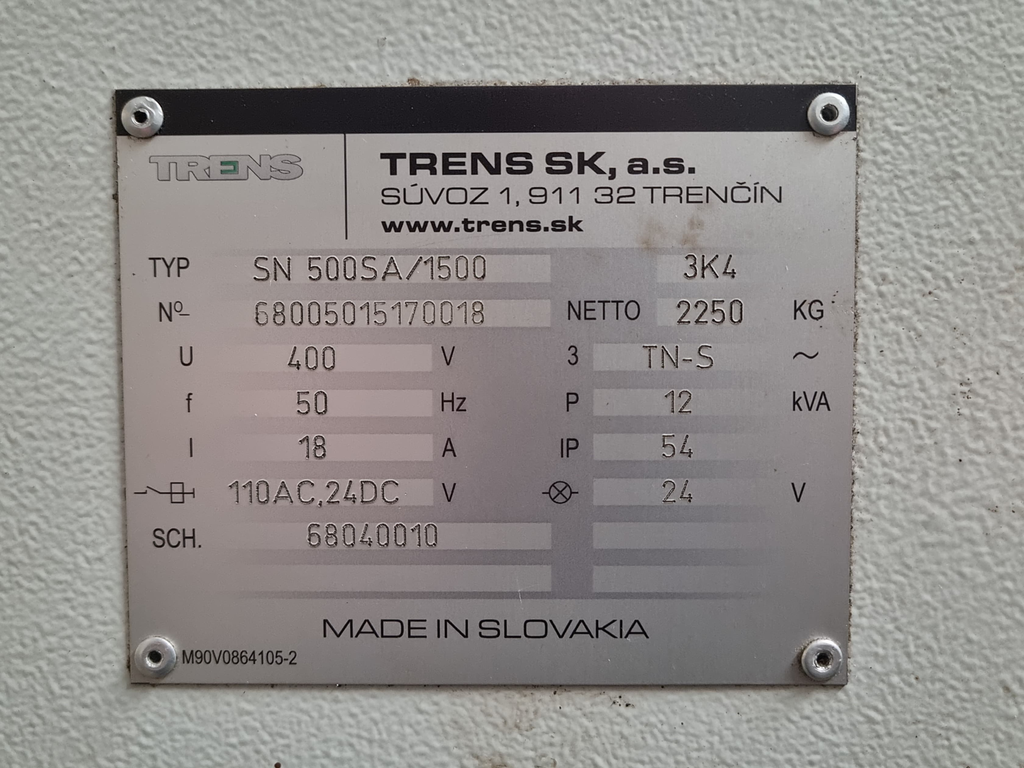 TRENS
TRENS SK, a.s.
SÚVOZ 1, 911 32 TRENČÍN
www.trens.sk
TYP SN 500SA/1500 3K4
Nº 68005015170018 NETTO 2250 KG
U 400 V 3 TN-S ~
f 50 Hz P 12 kVA
I 18 A IP 54
110AC,24DC V 24 V
SCH. 68040010
MADE IN SLOVAKIA
M90V0864105-2